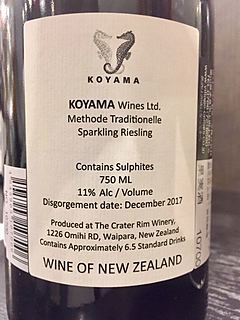 KOYAMA
KOYAMA Wines Ltd.
Methode Traditionelle
Sparkling Riesling
Contains Sulphites
750 ML
11% Alc / Volume
Disgorgement date: December 2017
Produced at The Crater Rim Winery,
1226 Omihi RD, Waipara, New Zealand
Contains Approximately 6.5 Standard Drinks
WINE OF NEW ZEALAND